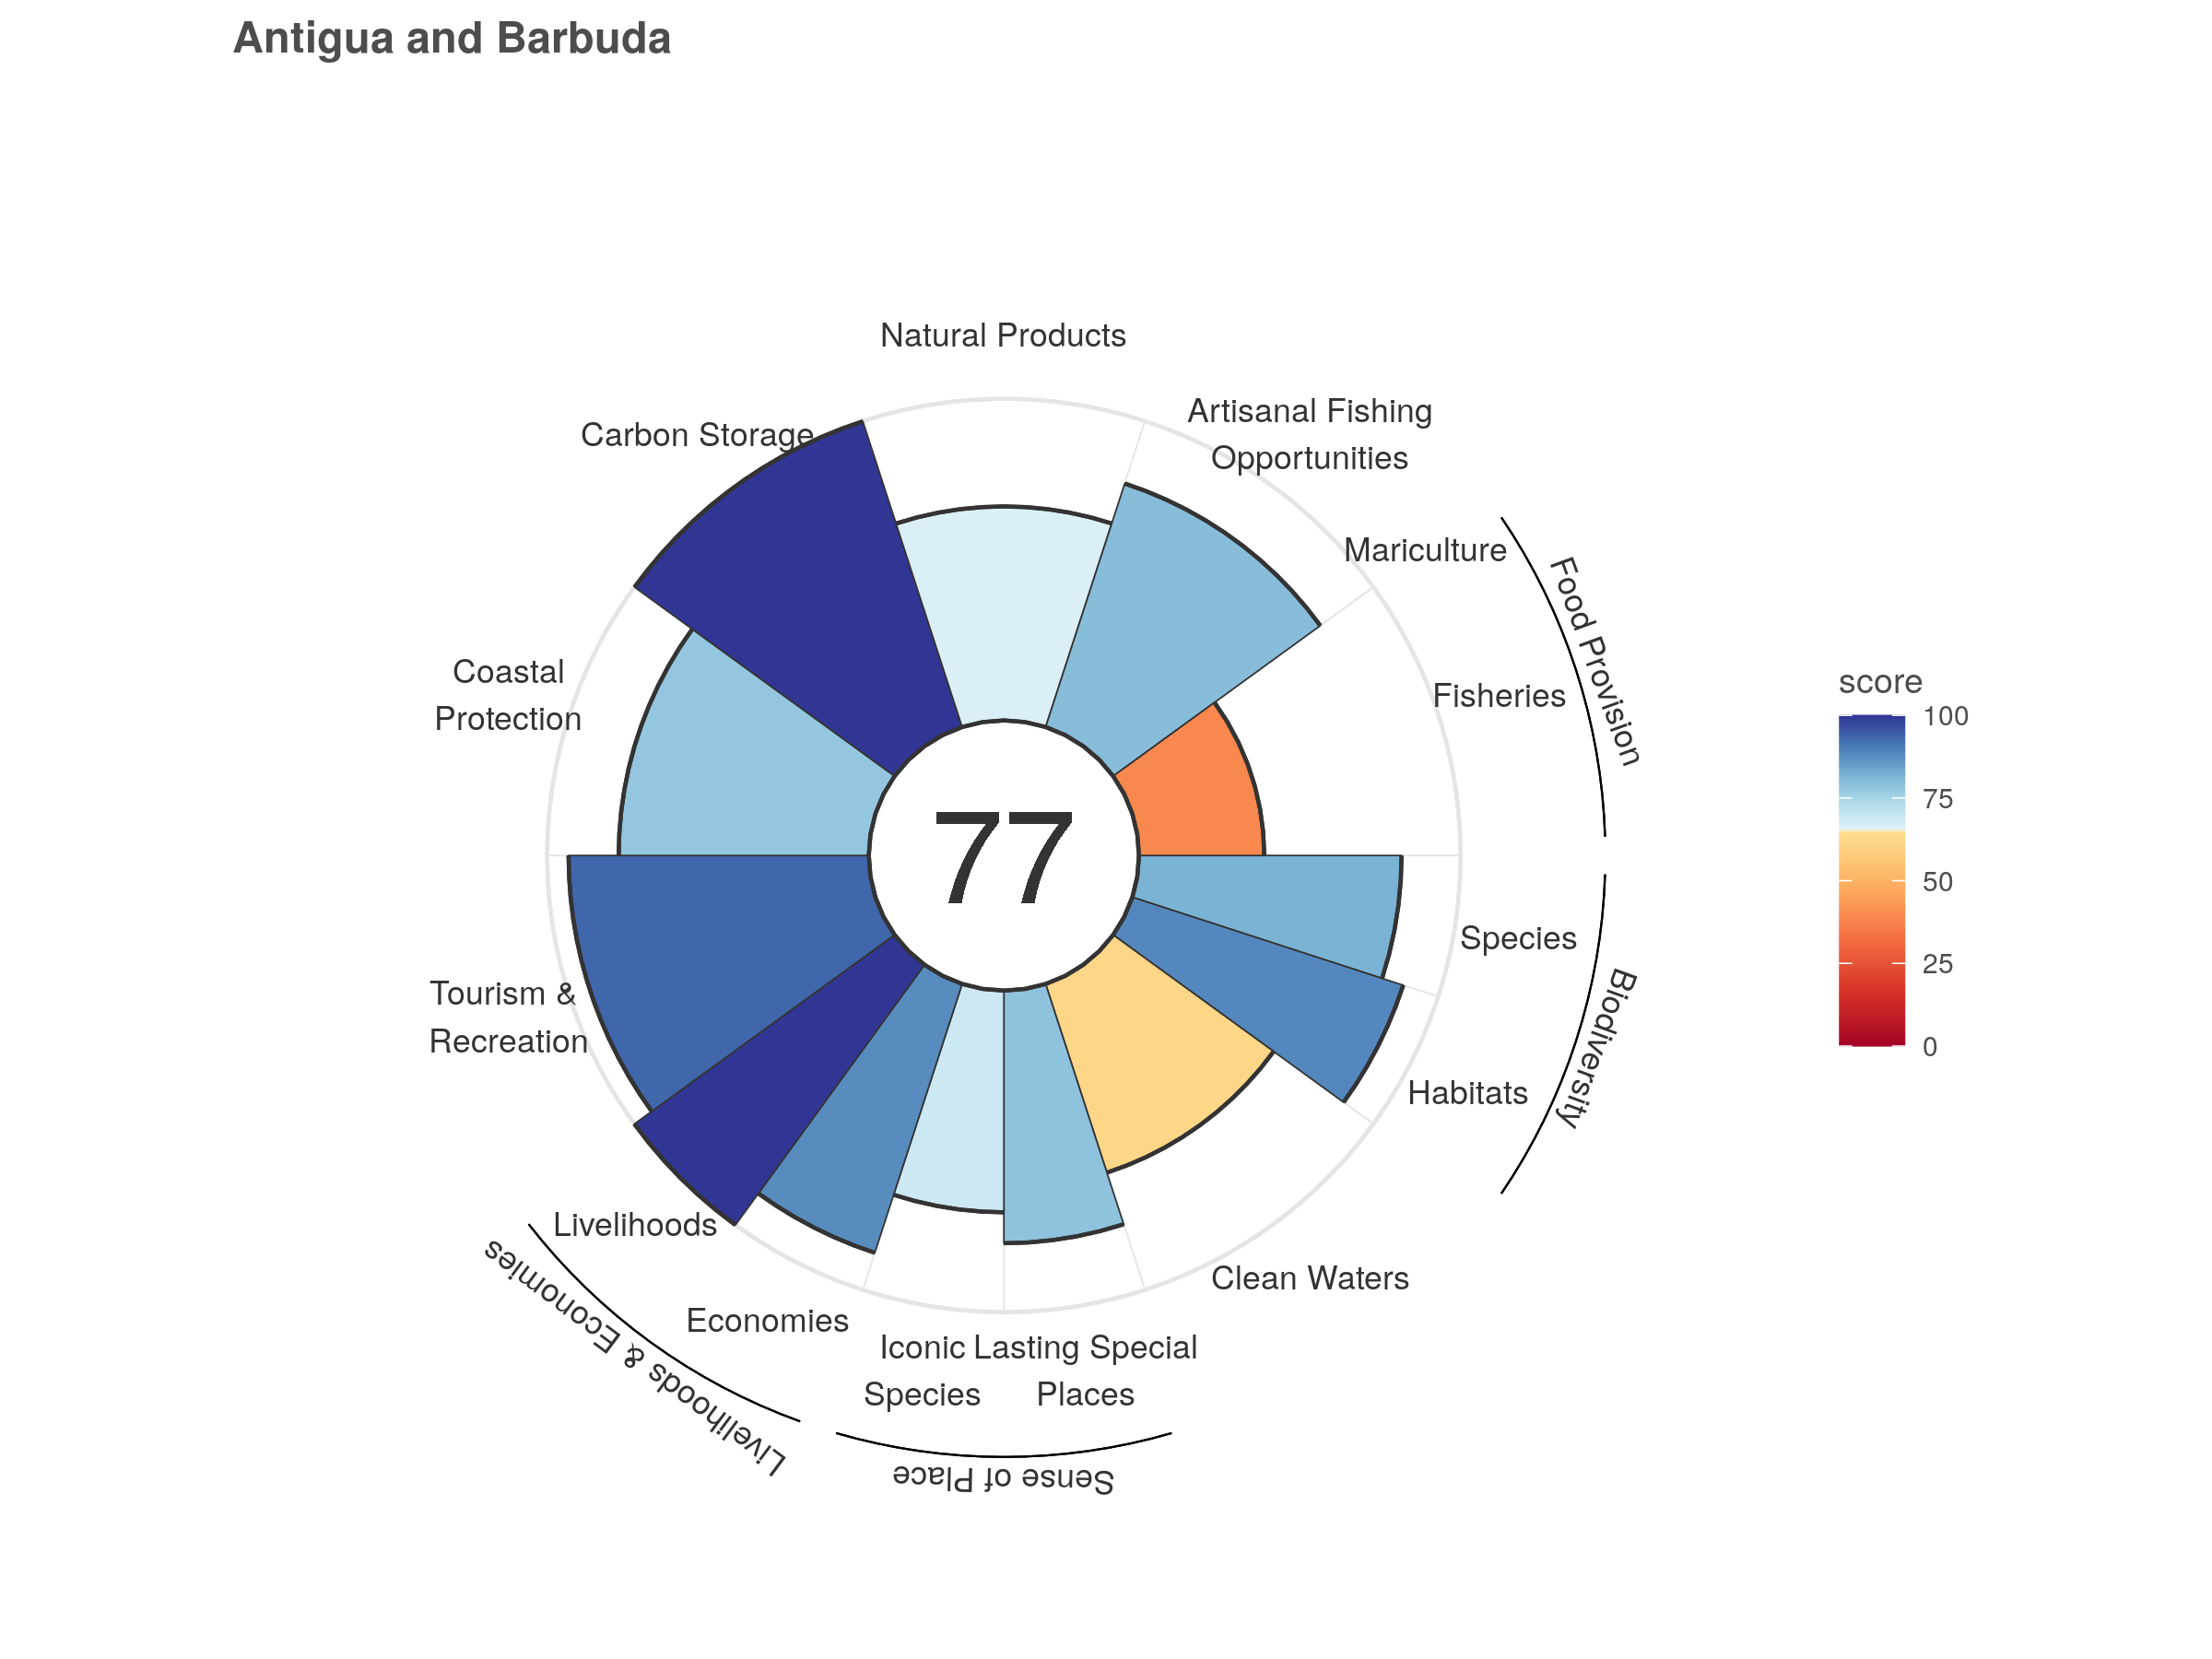 Antigua and Barbuda
Natural Products
Artisanal Fishing
Opportunities
Carbon Storage
Mariculture
Food Provision
Fisheries
Coastal
Protection
77
score
100
75
50
25
0
Species
Biodiversity
Habitats
Tourism &
Recreation
Livelihoods
Livelihoods & Economies
Economies
Clean Waters
Iconic
Species
Lasting Special
Places
Sense of Place